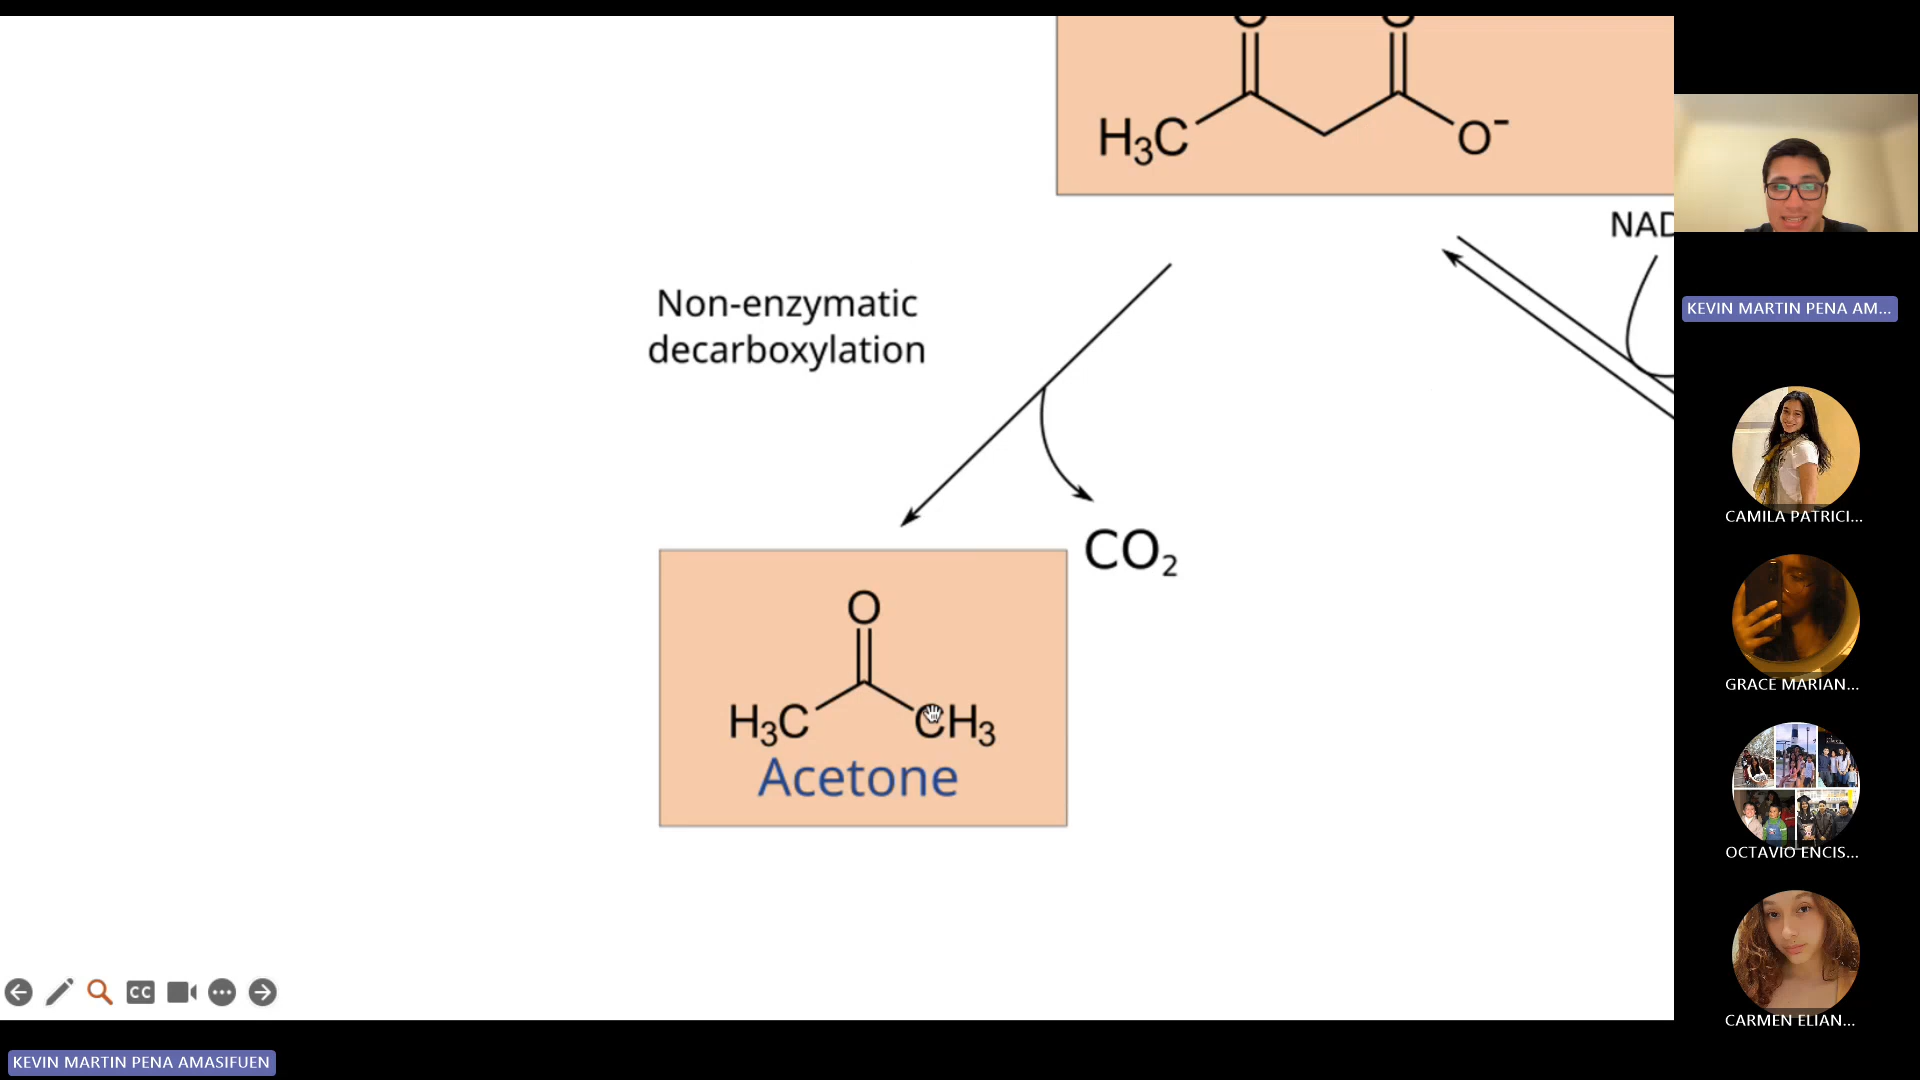 O O
H₃C O⁻
NAD
Non-enzymatic
decarboxylation
CO₂
O
H₃C CH₃
Acetone
CC
KEVIN MARTIN PENA AM...
CAMILA PATRICI...
GRACE MARIAN...
OCTAVIO ENCIS...
CARMEN ELIAN...
KEVIN MARTIN PENA AMASIFUEN